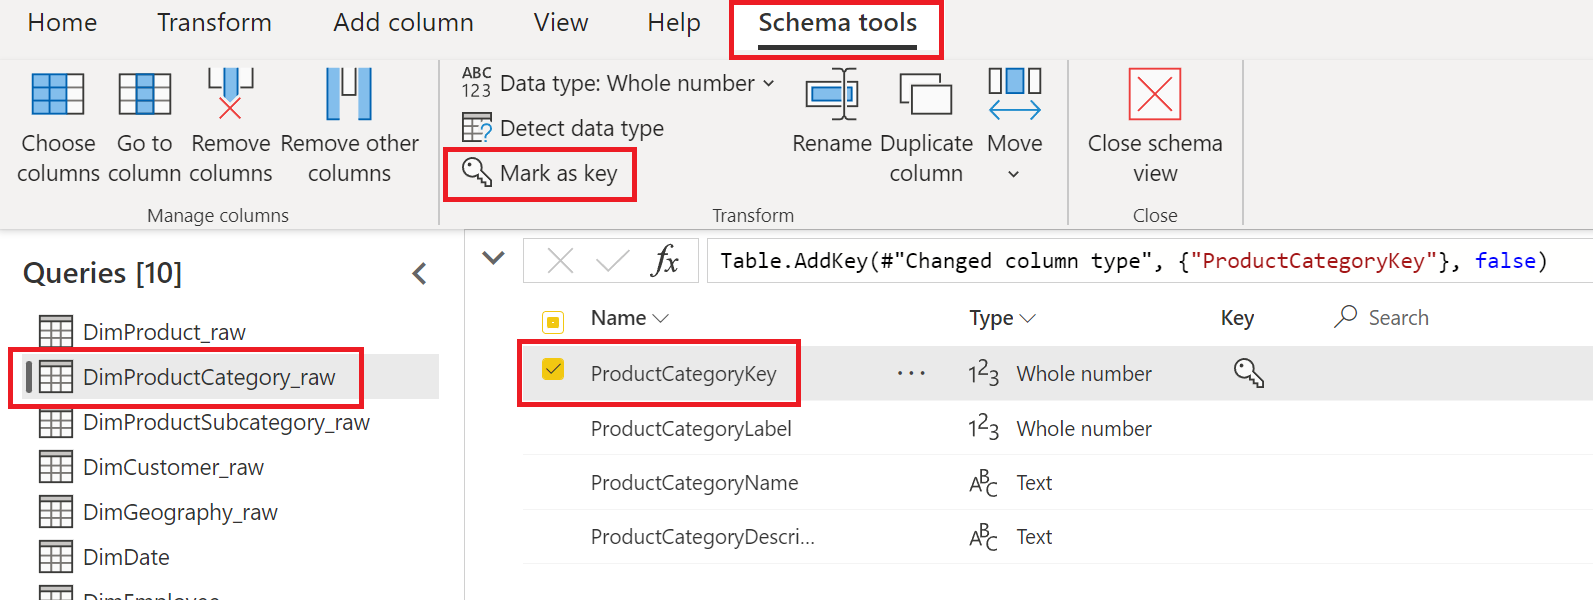 Home Transform Add column View Help Schema tools
Choose columns
Go to column
Remove columns
Remove other columns
Manage columns
ABC 123 Data type: Whole number
Detect data type
Mark as key
Rename
Duplicate column
Move
Transform
Close schema view
Close
Queries [10]
DimProduct_raw
DimProductCategory_raw
DimProductSubcategory_raw
DimCustomer_raw
DimGeography_raw
DimDate
DimEmployee
fx Table.AddKey(#"Changed column type", {"ProductCategoryKey"}, false)
Name Type Key Search
ProductCategoryKey ... 123 Whole number
ProductCategoryLabel 123 Whole number
ProductCategoryName ABC Text
ProductCategoryDescri... ABC Text